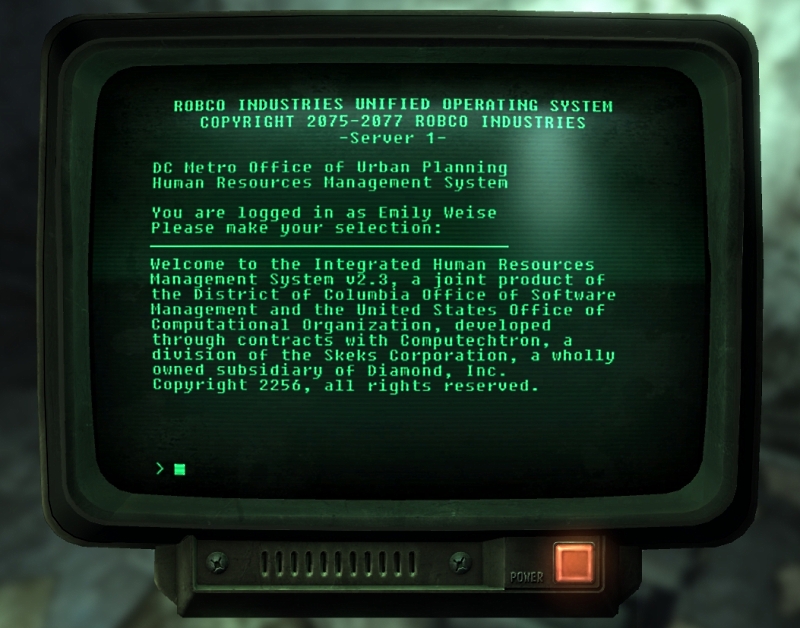 ROBCO INDUSTRIES UNIFIED OPERATING SYSTEM
COPYRIGHT 2075-2077 ROBCO INDUSTRIES
-Server 1-
DC Metro Office of Urban Planning
Human Resources Management System
You are logged in as Emily Weise
Please make your selection:
Welcome to the Integrated Human Resources
Management System v2.3, a joint product of
the District of Columbia Office of Software
Management and the United States Office of
Computational Organization, developed
through contracts with Computechtron, a
division of the Skeks Corporation, a wholly
owned subsidiary of Diamond, Inc.
Copyright 2256, all rights reserved.
>
POWER